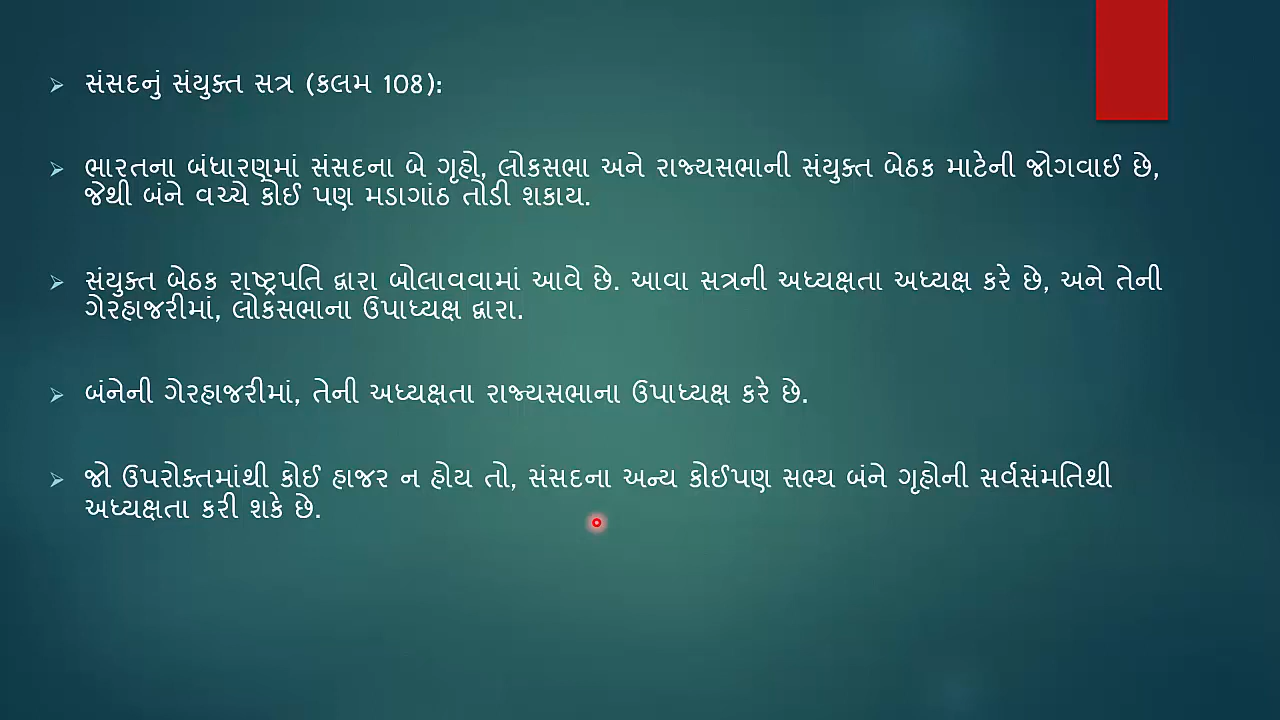 સંસદનું સંયુક્ત સત્ર (કલમ 108):
ભારતના બંધારણમાં સંસદના બે ગૃહો, લોકસભા અને રાજ્યસભાની સંયુક્ત બેઠક માટેની જોગવાઈ છે,
જેથી બંને વચ્ચે કોઈ પણ મડાગાંઠ તોડી શકાય.
સંયુક્ત બેઠક રાષ્ટ્રપતિ દ્વારા બોલાવવામાં આવે છે. આવા સત્રની અધ્યક્ષતા અધ્યક્ષ કરે છે, અને તેની
ગેરહાજરીમાં, લોકસભાના ઉપાધ્યક્ષ દ્વારા.
બંનેની ગેરહાજરીમાં, તેની અધ્યક્ષતા રાજ્યસભાના ઉપાધ્યક્ષ કરે છે.
જો ઉપરોક્તમાંથી કોઈ હાજર ન હોય તો, સંસદના અન્ય કોઈપણ સભ્ય બંને ગૃહોની સર્વસંમતિથી
અધ્યક્ષતા કરી શકે છે.